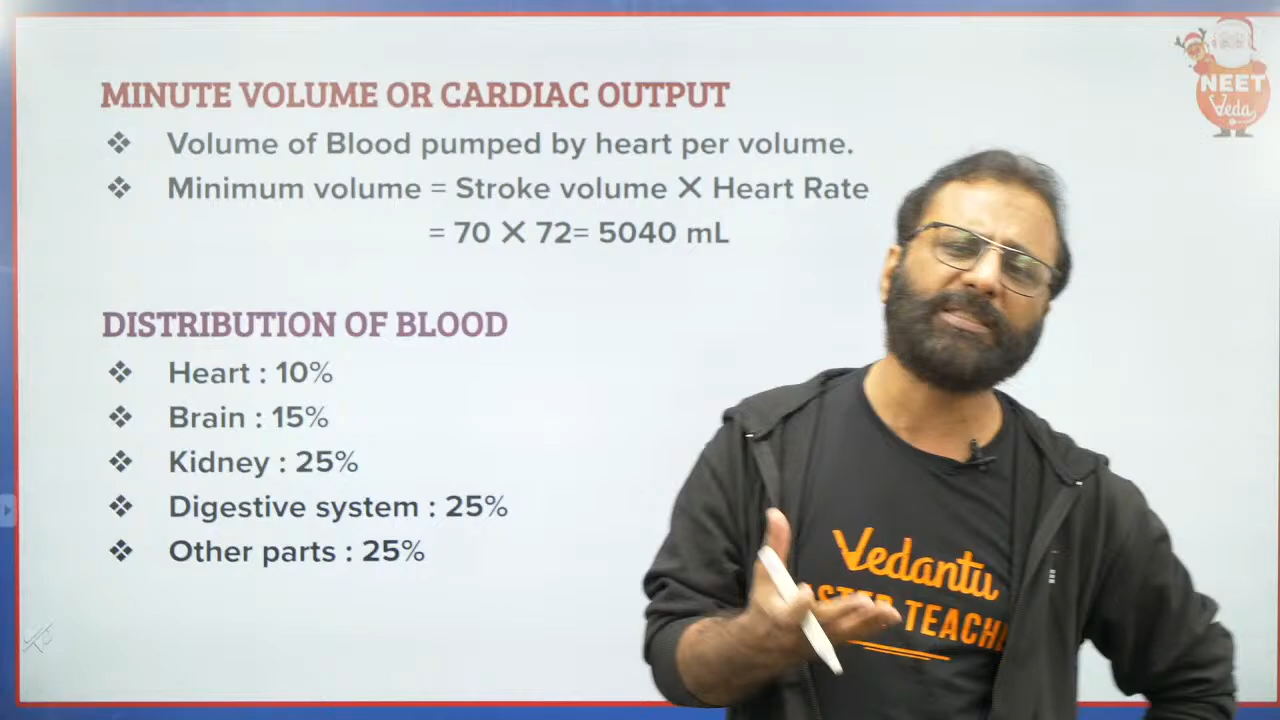 MINUTE VOLUME OR CARDIAC OUTPUT
❖ Volume of Blood pumped by heart per volume.
❖ Minimum volume = Stroke volume X Heart Rate
= 70 X 72= 5040 mL
DISTRIBUTION OF BLOOD
❖ Heart : 10%
❖ Brain : 15%
❖ Kidney : 25%
❖ Digestive system : 25%
❖ Other parts : 25%
NEET
Veda
Vedantu
TEACH